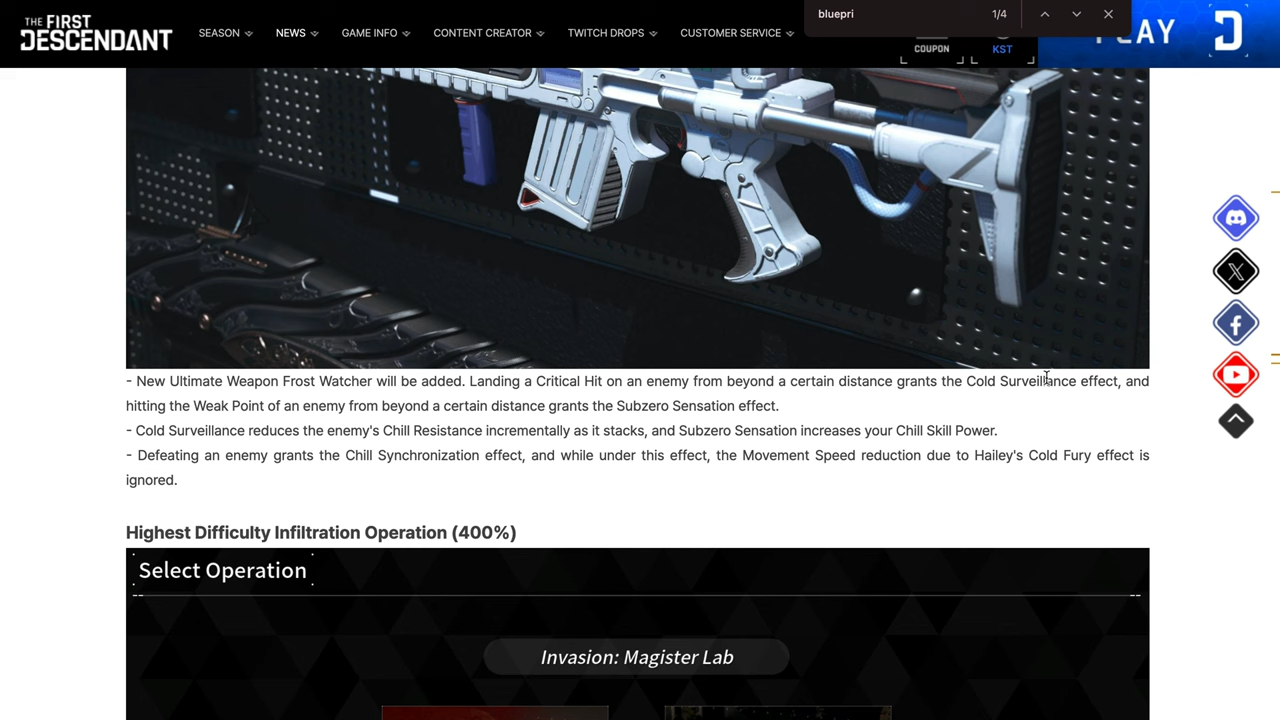 THE FIRST
DESCENDANT
SEASON
NEWS
GAME INFO
CONTENT CREATOR
TWITCH DROPS
CUSTOMER SERVICE
bluepri
1/4
COUPON
KST
- New Ultimate Weapon Frost Watcher will be added. Landing a Critical Hit on an enemy from beyond a certain distance grants the Cold Surveillance effect, and
hitting the Weak Point of an enemy from beyond a certain distance grants the Subzero Sensation effect.
- Cold Surveillance reduces the enemy's Chill Resistance incrementally as it stacks, and Subzero Sensation increases your Chill Skill Power.
- Defeating an enemy grants the Chill Synchronization effect, and while under this effect, the Movement Speed reduction due to Hailey's Cold Fury effect is
ignored.
Highest Difficulty Infiltration Operation (400%)
Select Operation
Invasion: Magister Lab